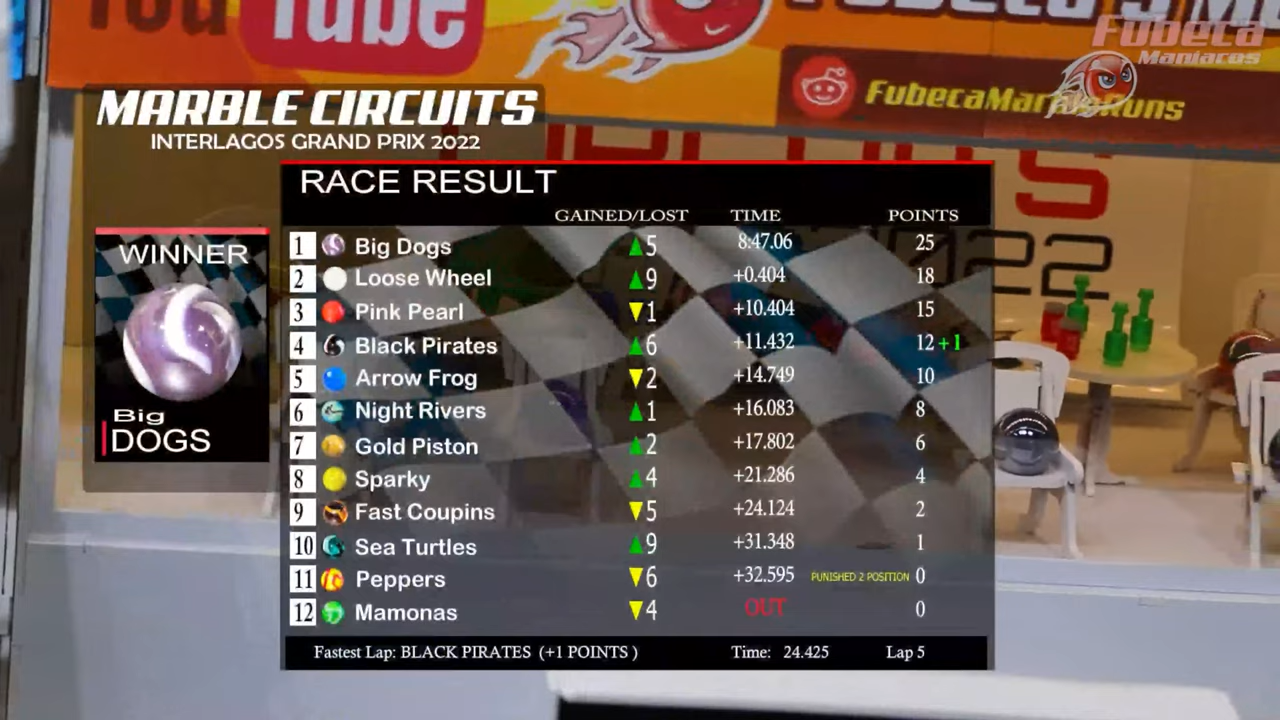 YouTube
Fubeca's M
Fubeca
Maniacos
FubecaMarbleRuns
MARBLE CIRCUITS
INTERLAGOS GRAND PRIX 2022
RACE RESULT
GAINED/LOST TIME POINTS
WINNER
Big
DOGS
1 Big Dogs ▲5 8:47.06 25
2 Loose Wheel ▲9 +0.404 18
3 Pink Pearl ▼1 +10.404 15
4 Black Pirates ▲6 +11.432 12 +1
5 Arrow Frog ▼2 +14.749 10
6 Night Rivers ▲1 +16.083 8
7 Gold Piston ▲2 +17.802 6
8 Sparky ▲4 +21.286 4
9 Fast Coupins ▼5 +24.124 2
10 Sea Turtles ▲9 +31.348 1
11 Peppers ▼6 +32.595 PUNISHED 2 POSITION 0
12 Mamonas ▼4 OUT 0
Fastest Lap: BLACK PIRATES (+1 POINTS ) Time: 24.425 Lap 5